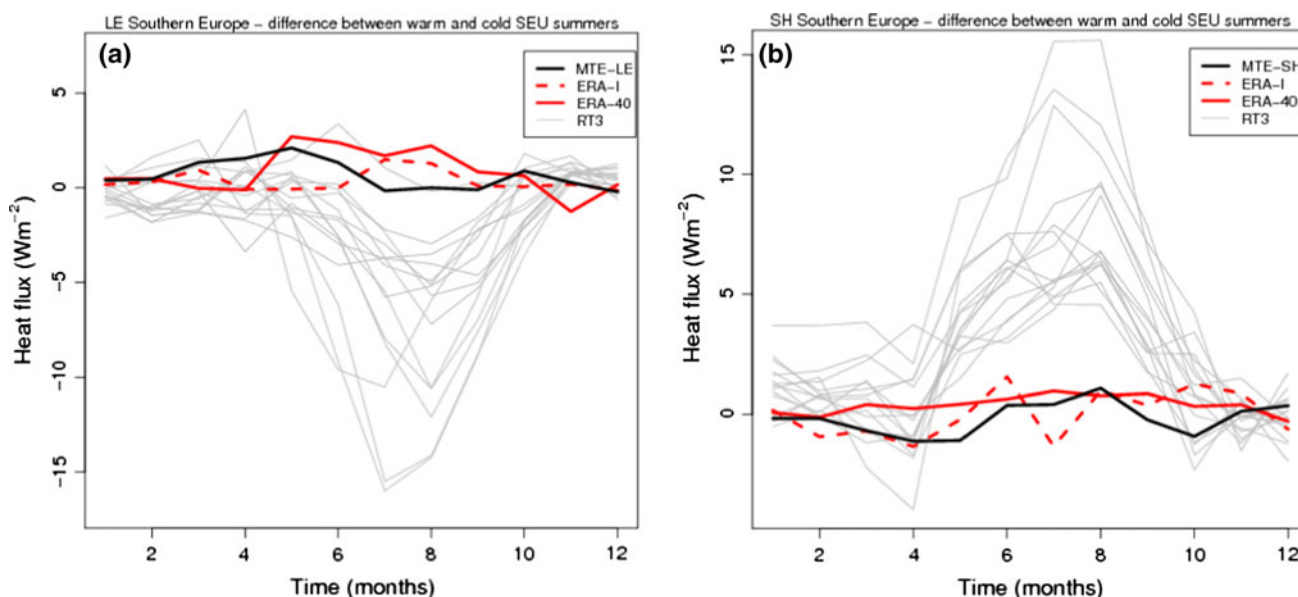 LE Southern Europe – difference between warm and cold SEU summers
(a)
MTE–LE
ERA–I
ERA–40
RT3
Heat flux (Wm−2)
5
0
−5
−10
−15
2 4 6 8 10 12
Time (months)
SH Southern Europe – difference between warm and cold SEU summers
(b)
MTE–SH
ERA–I
ERA–40
RT3
Heat flux (Wm−2)
15
10
5
0
2 4 6 8 10 12
Time (months)